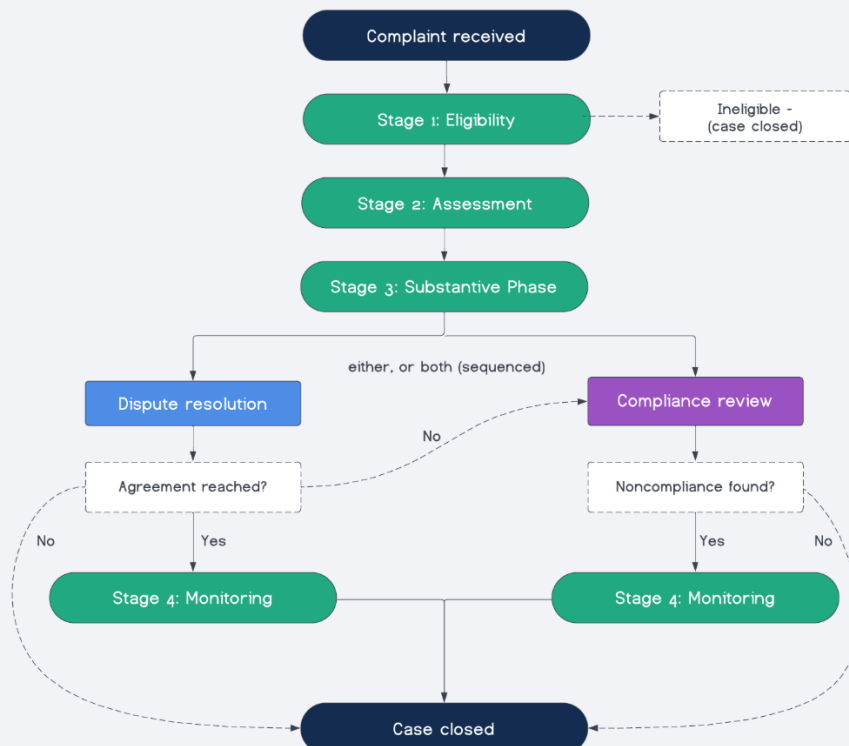 Complaint received
Stage 1: Eligibility
Ineligible -
(case closed)
Stage 2: Assessment
Stage 3: Substantive Phase
either, or both (sequenced)
Dispute resolution
Compliance review
No
Agreement reached?
Noncompliance found?
No
Yes
Yes
No
Stage 4: Monitoring
Stage 4: Monitoring
Case closed